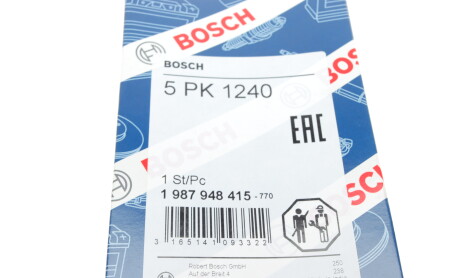 BOSCH
BOSCH
5 PK 1240
EAC
1 St/Pc
1 987 948 415 - 770
3 165141 093322
Robert Bosch GmbH
Auf der Breit 4